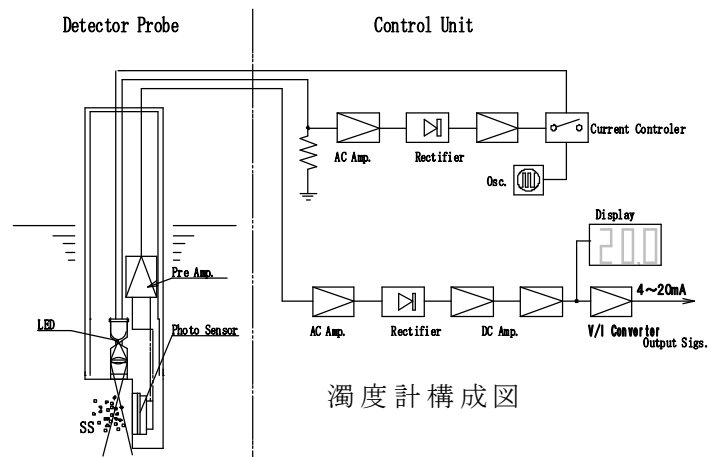 Detector Probe
Control Unit
AC Amp.
Rectifier
Current Controler
Osc.
Display
20.0
Pre Amp.
4～20mA
LED
Photo Sensor
AC Amp.
Rectifier
DC Amp.
V/I Converter
Output Sigs.
濁度計構成図
SS